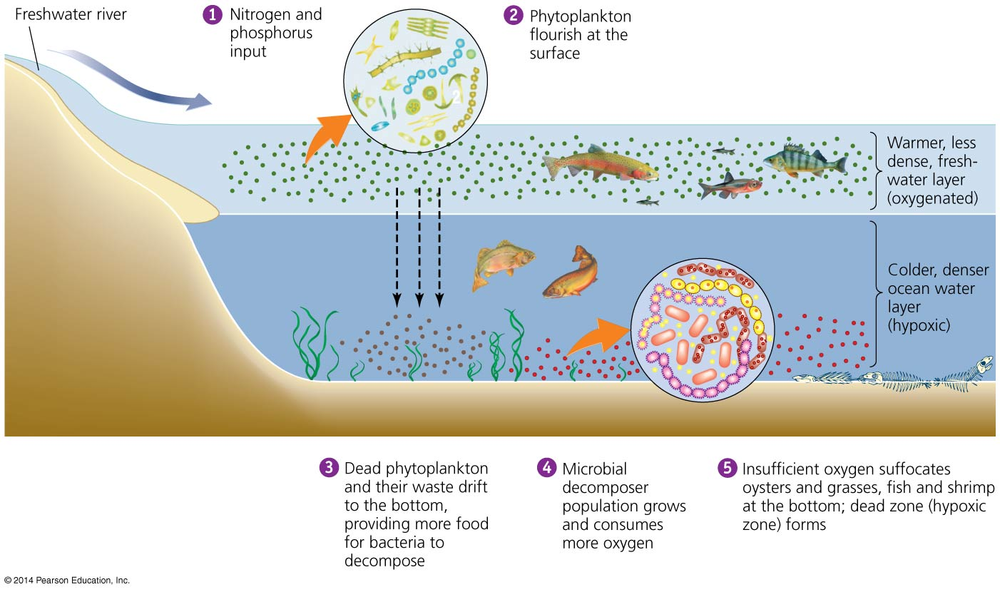 Freshwater river
1 Nitrogen and
phosphorus
input
2 Phytoplankton
flourish at the
surface
2
Warmer, less
dense, fresh-
water layer
(oxygenated)
Colder, denser
ocean water
layer
(hypoxic)
3 Dead phytoplankton
and their waste drift
to the bottom,
providing more food
for bacteria to
decompose
4 Microbial
decomposer
population grows
and consumes
more oxygen
5 Insufficient oxygen suffocates
oysters and grasses, fish and shrimp
at the bottom; dead zone (hypoxic
zone) forms
© 2014 Pearson Education, Inc.